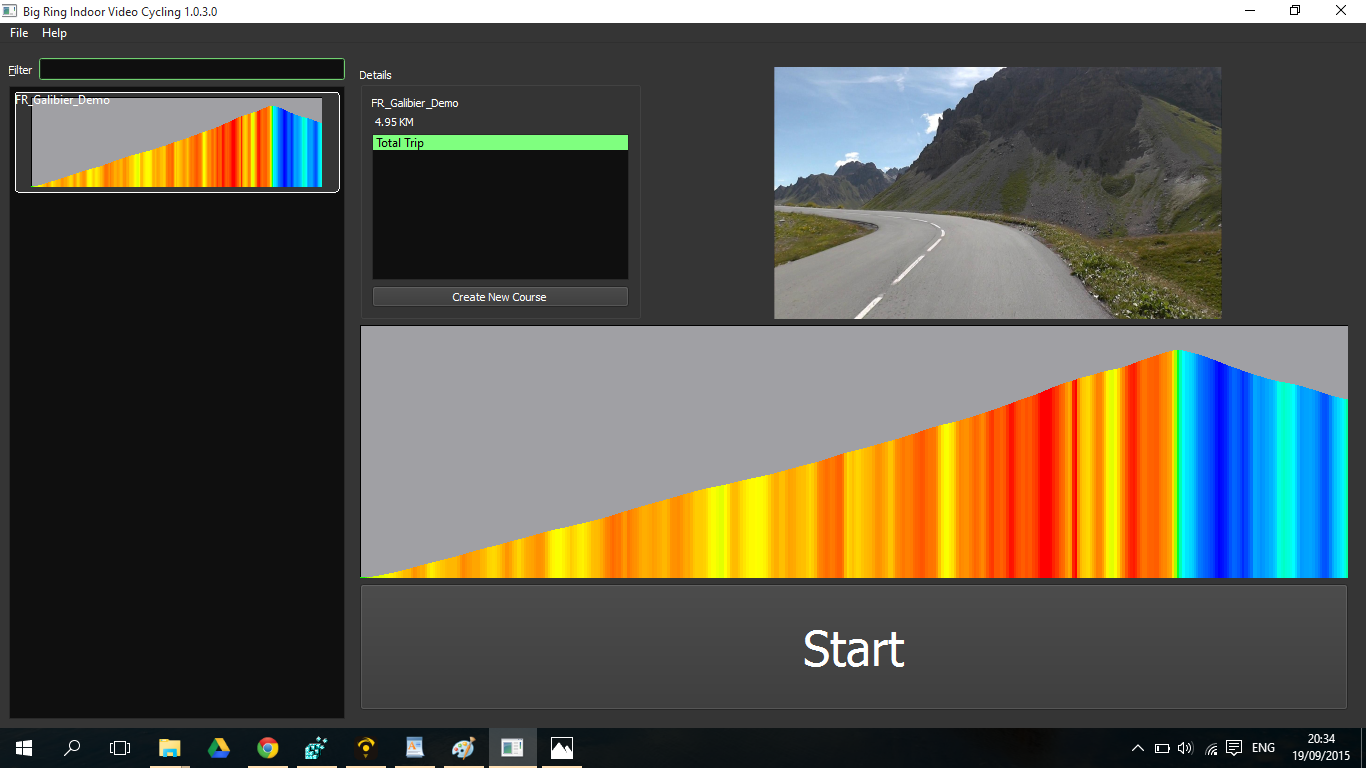 Big Ring Indoor Video Cycling 1.0.3.0
File Help
Filter
FR_Galibier_Demo
Details
FR_Galibier_Demo
4.95 KM
Total Trip
Create New Course
Start
ENG
20:34
19/09/2015